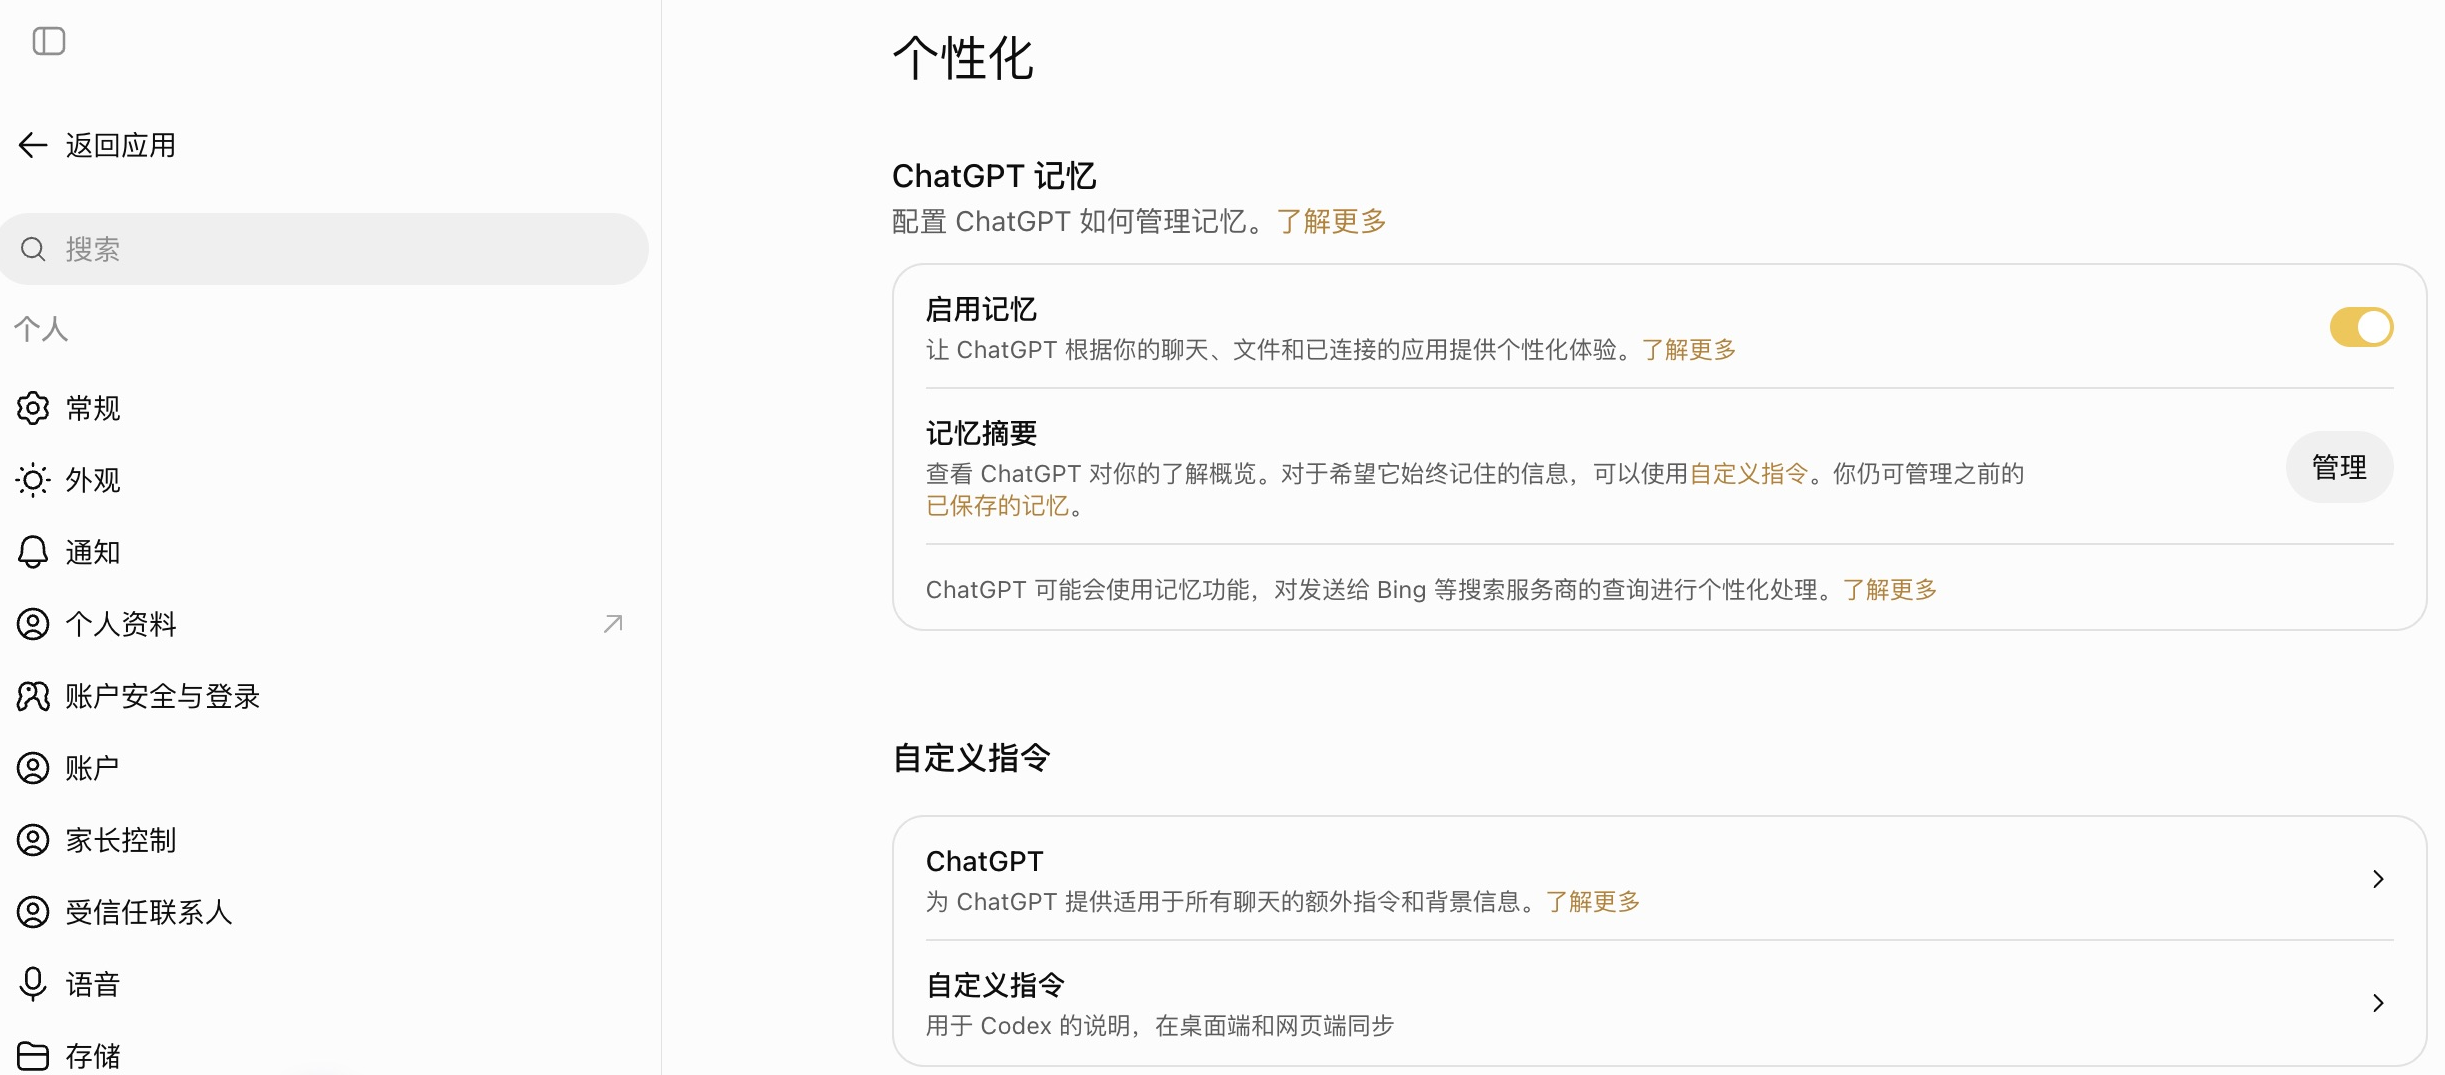 返回应用
搜索
个人
常规
外观
通知
个人资料
账户安全与登录
账户
家长控制
受信任联系人
语音
存储
个性化
ChatGPT 记忆
配置 ChatGPT 如何管理记忆。了解更多
启用记忆
让 ChatGPT 根据你的聊天、文件和已连接的应用提供个性化体验。了解更多
记忆摘要
查看 ChatGPT 对你的了解概览。对于希望它始终记住的信息，可以使用自定义指令。你仍可管理之前的
已保存的记忆。
管理
ChatGPT 可能会使用记忆功能，对发送给 Bing 等搜索服务商的查询进行个性化处理。了解更多
自定义指令
ChatGPT
为 ChatGPT 提供适用于所有聊天的额外指令和背景信息。了解更多
自定义指令
用于 Codex 的说明，在桌面端和网页端同步